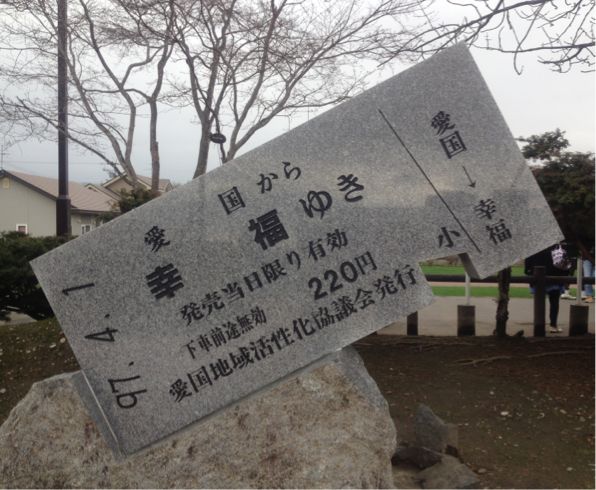 97.4.1
愛国から
幸福ゆき
発売当日限り有効
下車前途無効 220円
愛国地域活性化協議会発行
愛国→幸福
小